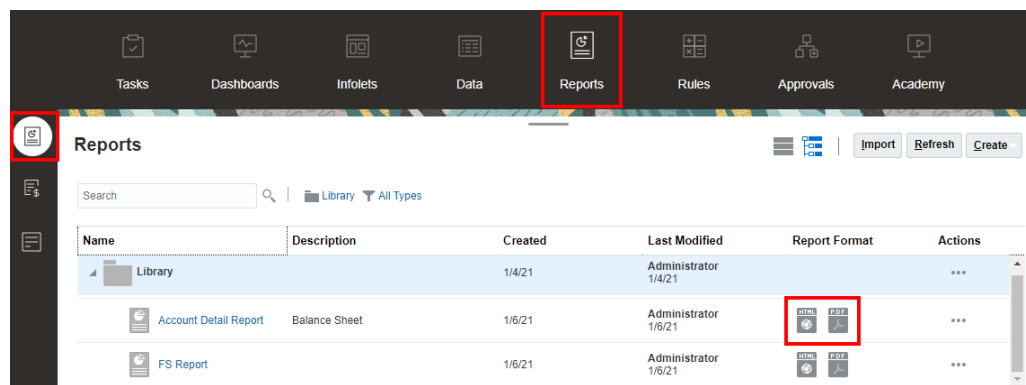 Tasks Dashboards Infolets Data Reports Rules Approvals Academy
Reports
Import Refresh Create
Search Library All Types
Name Description Created Last Modified Report Format Actions
Library 1/4/21 Administrator
1/4/21
HTML PDF
Account Detail Report Balance Sheet 1/6/21 Administrator
1/6/21
HTML PDF
FS Report 1/6/21 Administrator
1/6/21